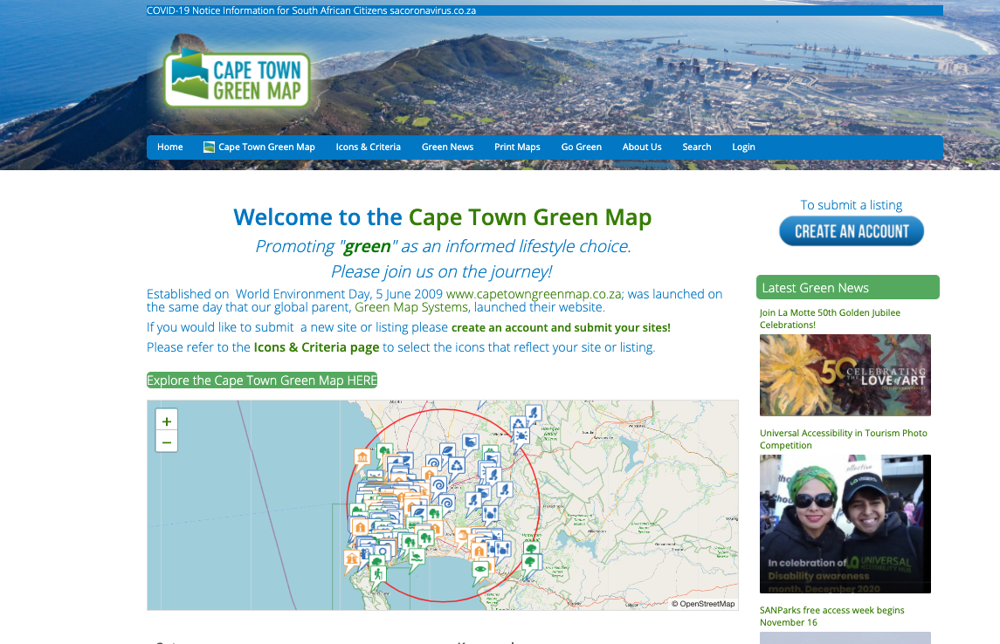 COVID-19 Notice Information for South African Citizens sacoronavirus.co.za
CAPE TOWN
GREEN MAP
Home Cape Town Green Map Icons & Criteria Green News Print Maps Go Green About Us Search Login
Welcome to the Cape Town Green Map
Promoting "green" as an informed lifestyle choice.
Please join us on the journey!
Established on World Environment Day, 5 June 2009 www.capetowngreenmap.co.za; was launched on
the same day that our global parent, Green Map Systems, launched their website.
If you would like to submit a new site or listing please create an account and submit your sites!
Please refer to the Icons & Criteria page to select the icons that reflect your site or listing.
Explore the Cape Town Green Map HERE
+
−
© OpenStreetMap
To submit a listing
CREATE AN ACCOUNT
Latest Green News
Join La Motte 50th Golden Jubilee
Celebrations!
50
CELEBRATING
THE LOVE of ART
Universal Accessibility in Tourism Photo
Competition
In celebration of
Disability awareness
month, December 2020
UNIVERSAL
ACCESSIBILITY HUB
SANParks free access week begins
November 16